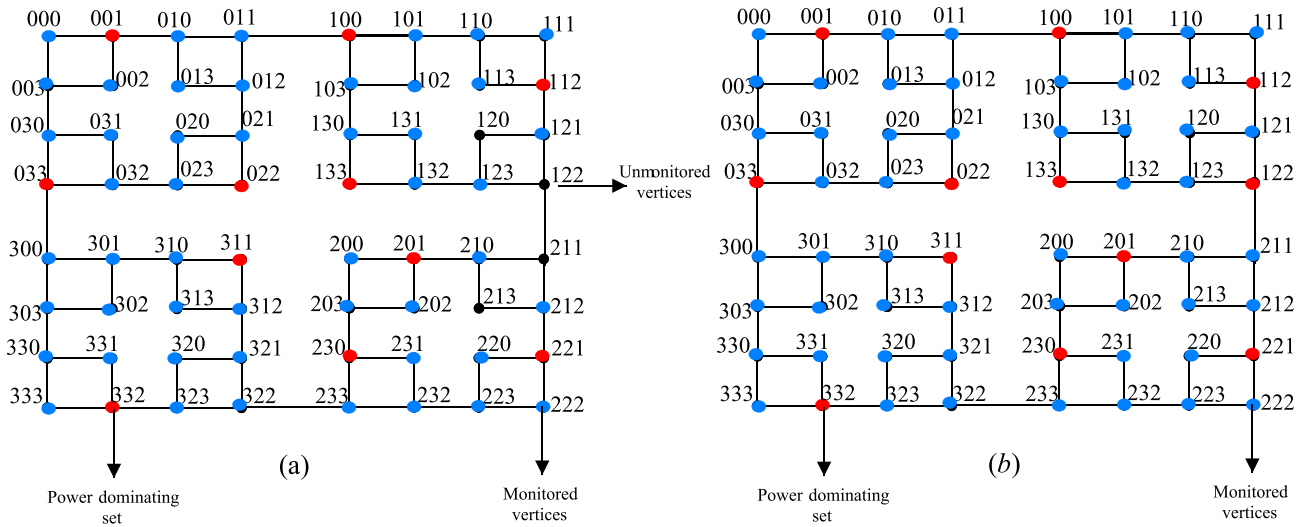 000 001 010 011 100 101 110 111 000 001 010 011 100 101 110 111
003 002 013 012 103 102 113 112 003 002 013 012 103 102 113 112
030 031 020 021 130 131 120 121 030 031 020 021 130 131 120 121
033 032 023 022 133 132 123 122 033 032 023 022 133 132 123 122
Unmonitored
vertices
300 301 310 311 200 201 210 211 300 301 310 311 200 201 210 211
303 302 313 312 203 202 213 212 303 302 313 312 203 202 213 212
330 331 320 321 230 231 220 221 330 331 320 321 230 231 220 221
333 332 323 322 233 232 223 222 333 332 323 322 233 232 223 222
(a) (b)
Power dominating
set
Monitored
vertices
Power dominating
set
Monitored
vertices